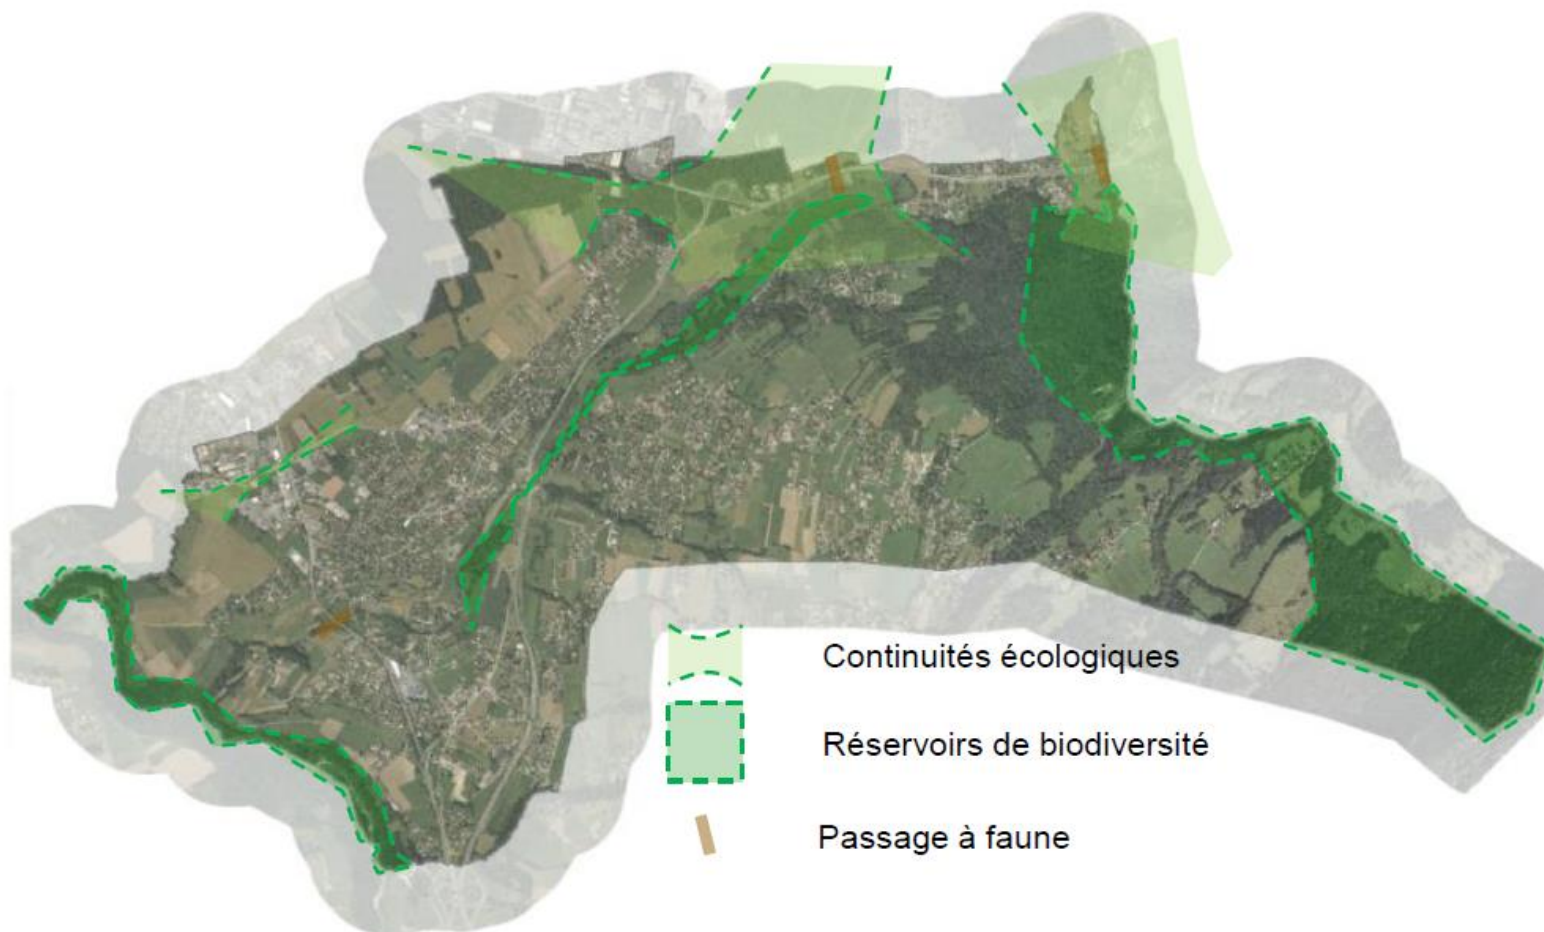 Continuités écologiques
Réservoirs de biodiversité
Passage à faune